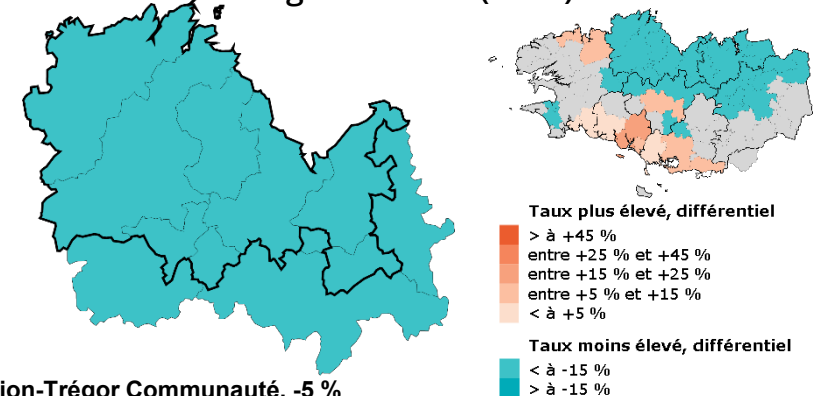 Taux plus élevé, différentiel
> à +45 %
entre +25 % et +45 %
entre +15 % et +25 %
entre +5 % et +15 %
< à +5 %
Taux moins élevé, différentiel
< à -15 %
> à -15 %
ion-Trégor Communauté, -5 %